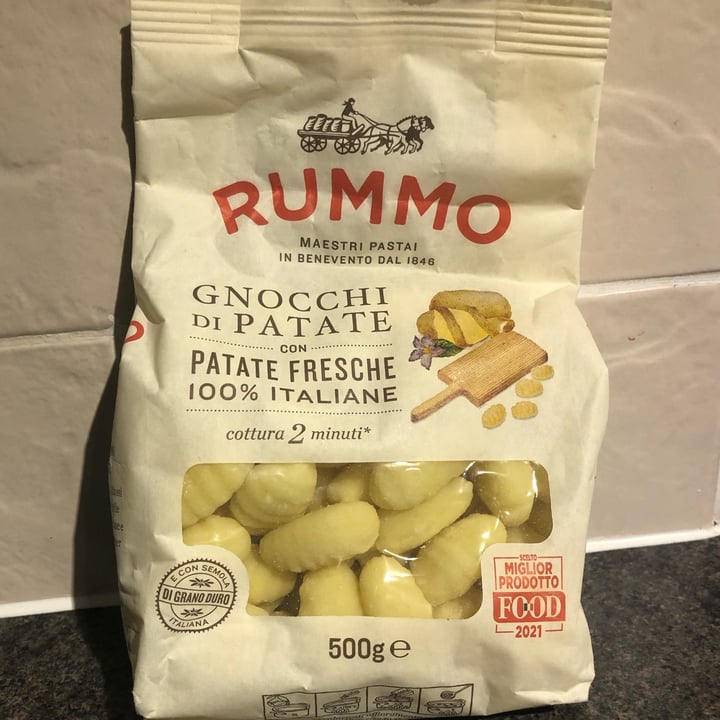 RUMMO
MAESTRI PASTAI
IN BENEVENTO DAL 1846
GNOCCHI
DI PATATE
CON
PATATE FRESCHE
100% ITALIANE
cottura 2 minuti*
E CON SEMOLA
DI GRANO DURO
ITALIANA
SCELTO
MIGLIOR
PRODOTTO
FOOD
2021
500g e